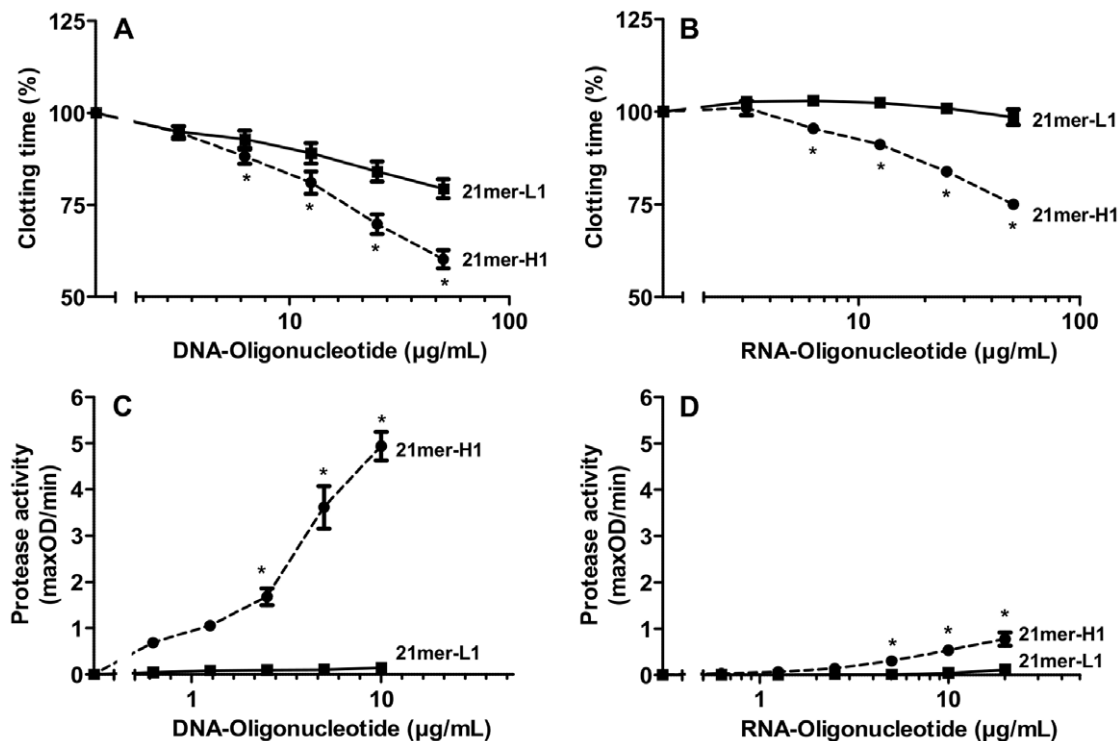 A
125
100
75
50
Clotting time (%)
21mer-L1
21mer-H1
*
*
*
*
10
100
DNA-Oligonucleotide (µg/mL)
B
125
100
75
50
Clotting time (%)
21mer-L1
21mer-H1
*
*
*
*
10
100
RNA-Oligonucleotide (µg/mL)
C
6
5
4
3
2
1
0
Protease activity
(maxOD/min)
*
*
*
21mer-H1
21mer-L1
1
10
DNA-Oligonucleotide (µg/mL)
D
6
5
4
3
2
1
0
Protease activity
(maxOD/min)
*
*
*
21mer-H1
21mer-L1
1
10
RNA-Oligonucleotide (µg/mL)